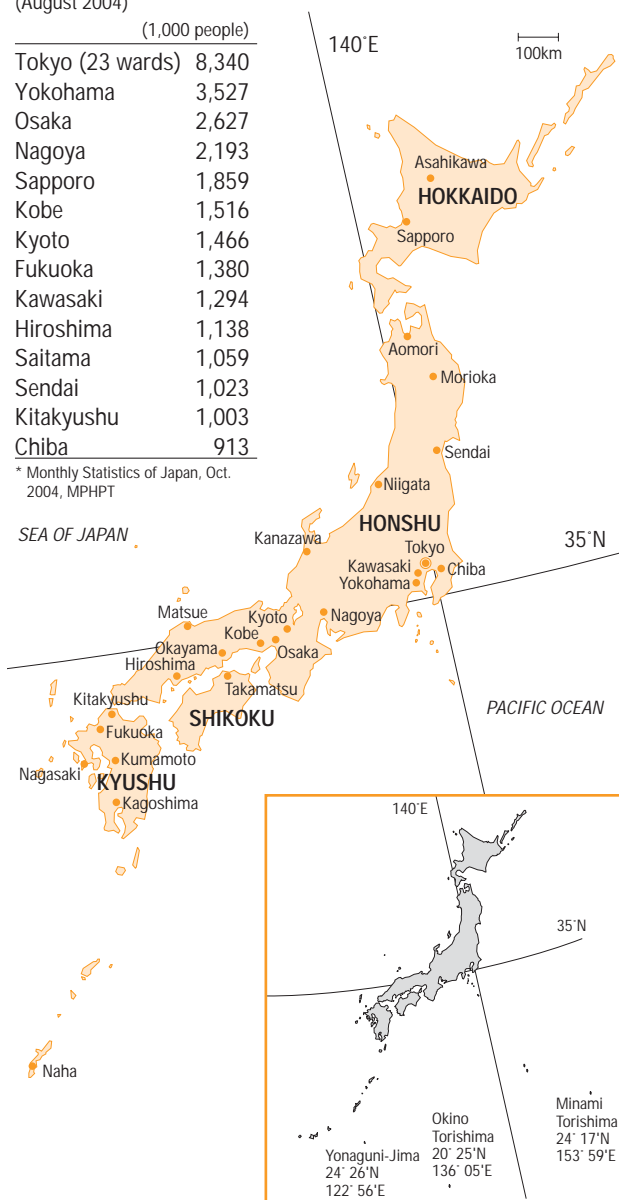 (August 2004)
(1,000 people)
Tokyo (23 wards) 8,340
Yokohama 3,527
Osaka 2,627
Nagoya 2,193
Sapporo 1,859
Kobe 1,516
Kyoto 1,466
Fukuoka 1,380
Kawasaki 1,294
Hiroshima 1,138
Saitama 1,059
Sendai 1,023
Kitakyushu 1,003
Chiba 913
* Monthly Statistics of Japan, Oct.
2004, MPHPT
140°E
100km
Asahikawa
HOKKAIDO
Sapporo
Aomori
Morioka
Sendai
Niigata
SEA OF JAPAN
HONSHU
Kanazawa
Tokyo
35°N
Kawasaki
Chiba
Yokohama
Matsue
Kyoto
Nagoya
Kobe
Okayama
Osaka
Hiroshima
Takamatsu
Kitakyushu
PACIFIC OCEAN
SHIKOKU
Fukuoka
Kumamoto
Nagasaki
KYUSHU
Kagoshima
Naha
140°E
35°N
Yonaguni-Jima
24° 26'N
122° 56'E
Okino
Torishima
20° 25'N
136° 05'E
Minami
Torishima
24° 17'N
153° 59'E